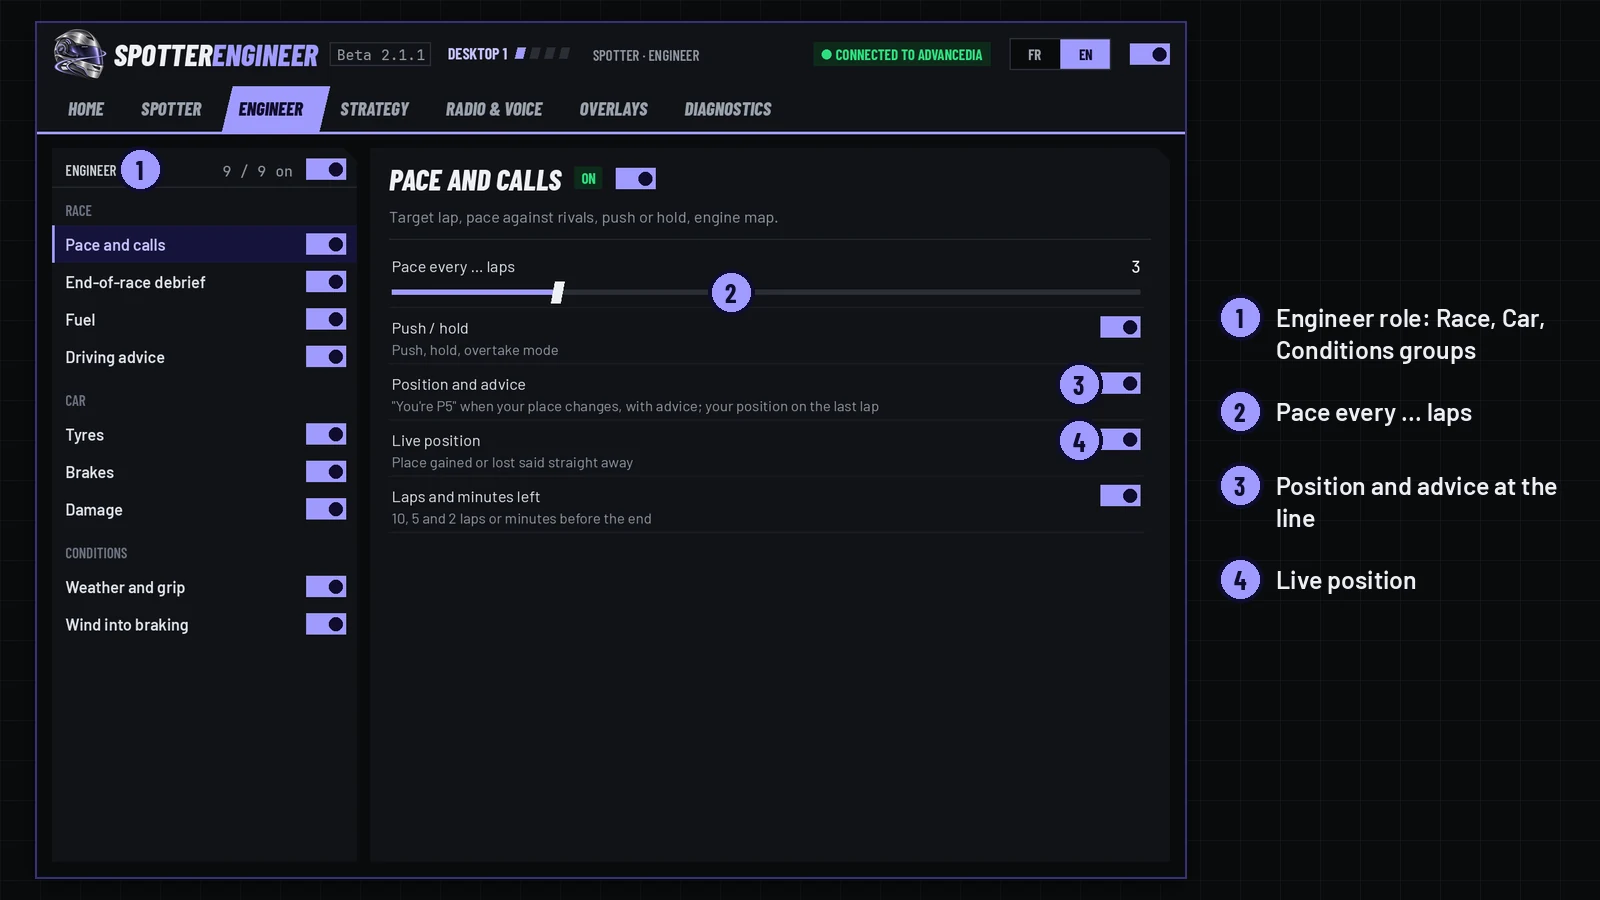 SPOTTERENGINEER
Beta 2.1.1
DESKTOP 1
SPOTTER · ENGINEER
CONNECTED TO ADVANCEDIA
FR
EN
HOME
SPOTTER
ENGINEER
STRATEGY
RADIO & VOICE
OVERLAYS
DIAGNOSTICS
ENGINEER
1
9 / 9 on
RACE
Pace and calls
End-of-race debrief
Fuel
Driving advice
CAR
Tyres
Brakes
Damage
CONDITIONS
Weather and grip
Wind into braking
PACE AND CALLS
ON
Target lap, pace against rivals, push or hold, engine map.
Pace every ... laps
3
2
Push / hold
Push, hold, overtake mode
Position and advice
"You're P5" when your place changes, with advice; your position on the last lap
3
Live position
Place gained or lost said straight away
4
Laps and minutes left
10, 5 and 2 laps or minutes before the end
1
Engineer role: Race, Car,
Conditions groups
2
Pace every ... laps
3
Position and advice at the
line
4
Live position